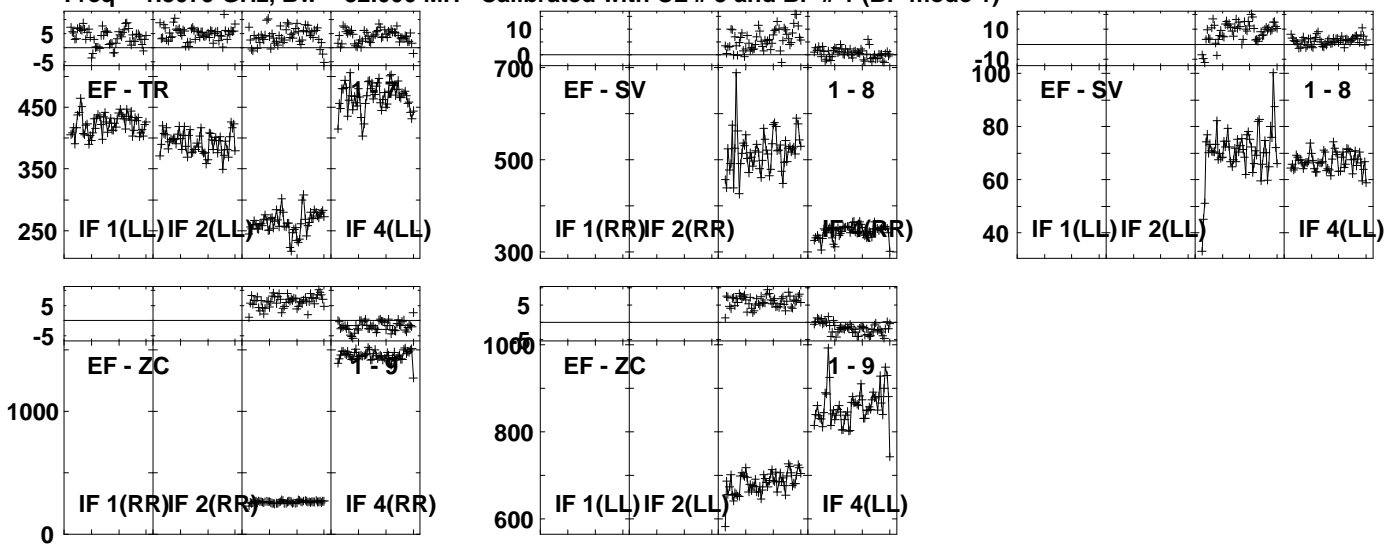 5
-5
EF - TR
1 - 7
450
350
250
IF 1(LL)
IF 2(LL)
IF 4(LL)
10
0
700
EF - SV
1 - 8
500
300
IF 1(RR)
IF 2(RR)
IF 4(RR)
10
-10
100
EF - SV
1 - 8
80
60
40
IF 1(LL)
IF 2(LL)
IF 4(LL)
5
-5
EF - ZC
1 - 9
1000
0
IF 1(RR)
IF 2(RR)
IF 4(RR)
5
-5
1000
EF - ZC
1 - 9
800
600
IF 1(LL)
IF 2(LL)
IF 4(LL)